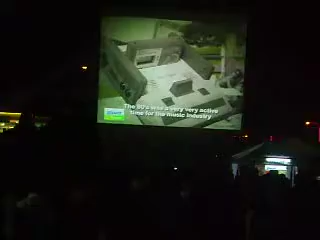 The 80's was a very very active
time for the music industry